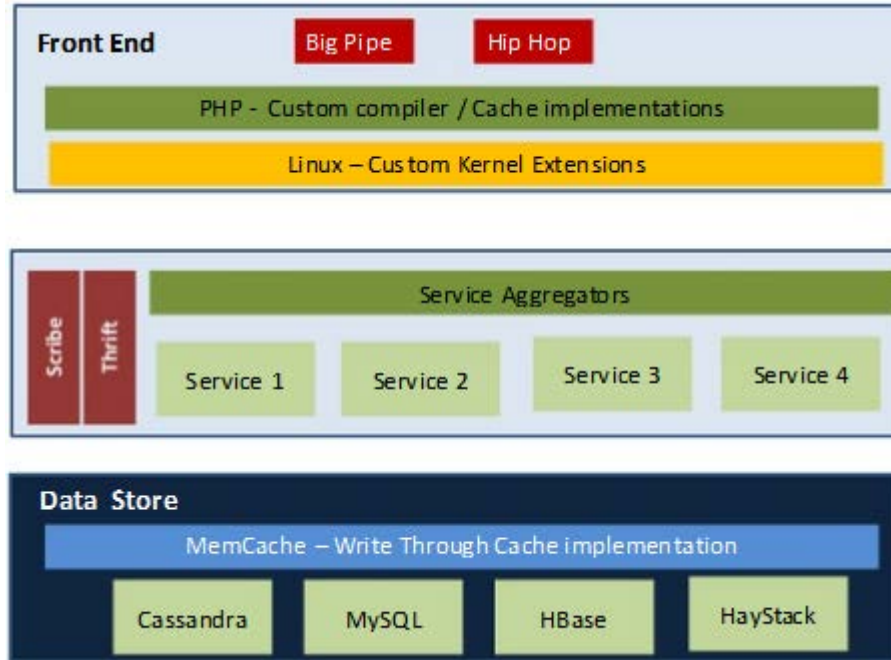 Front End
Big Pipe
Hip Hop
PHP - Custom compiler / Cache implementations
Linux – Custom Kernel Extensions
Scribe
Thrift
Service Aggregators
Service 1
Service 2
Service 3
Service 4
Data Store
MemCache – Write Through Cache implementation
Cassandra
MySQL
HBase
HayStack